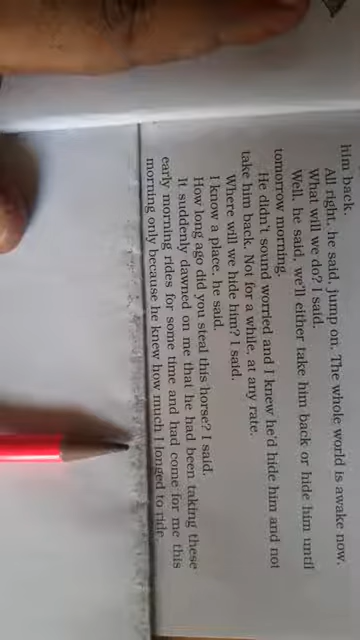 him back.
All right, he said, jump on. The whole world is awake now.
What will we do? I said.
Well, he said, we'll either take him back or hide him until
tomorrow morning.
He didn't sound worried and I knew he'd hide him and not
take him back. Not for a while, at any rate.
Where will we hide him? I said.
I know a place, he said.
How long ago did you steal this horse? I said.
It suddenly dawned on me that he had been taking these
early morning rides for some time and had come for me this
morning only because he knew how much I longed to ride.